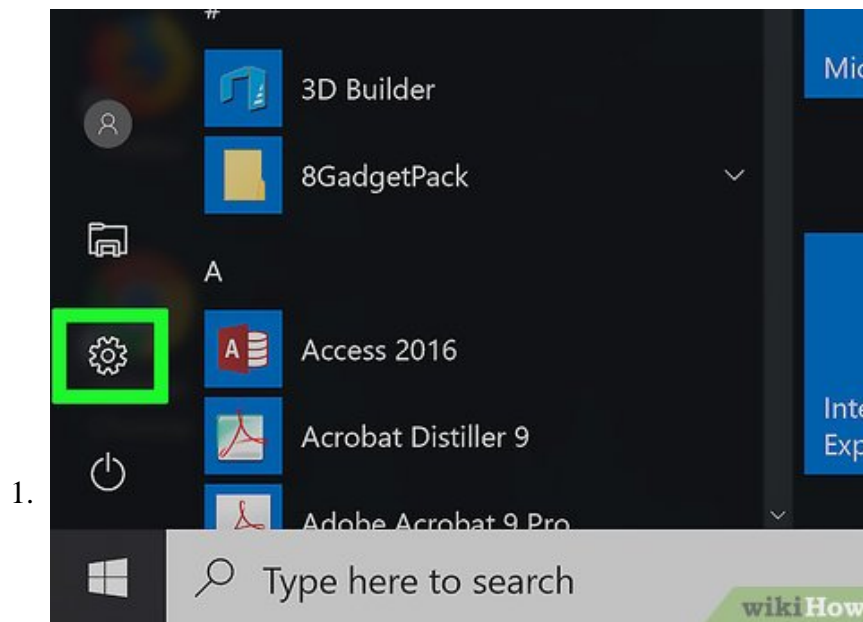 #
3D Builder
Mic
8GadgetPack
A
Access 2016
Acrobat Distiller 9
Inte
Exp
Adobe Acrobat 9 Pro
1.
Type here to search
wikiHow